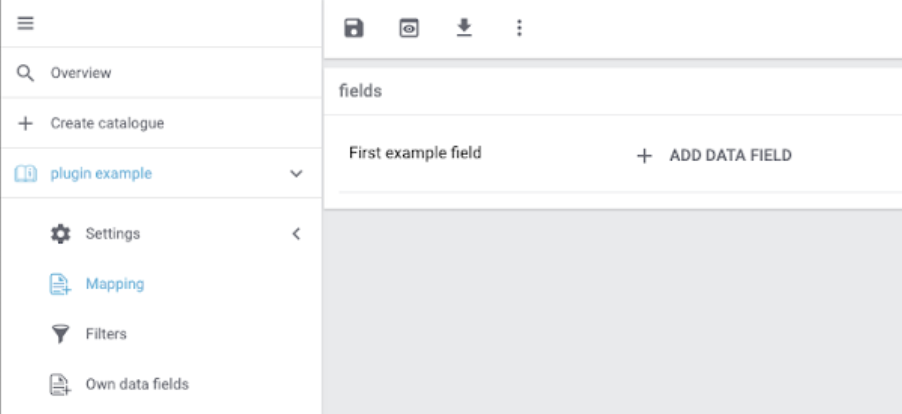 Overview
Create catalogue
plugin example
Settings
Mapping
Filters
Own data fields
fields
First example field
ADD DATA FIELD